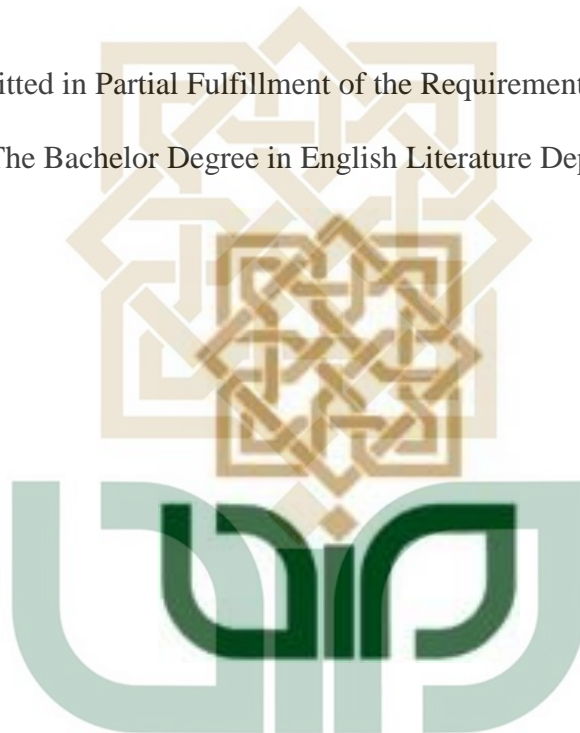 itted in Partial Fulfillment of the Requirement
The Bachelor Degree in English Literature Dep